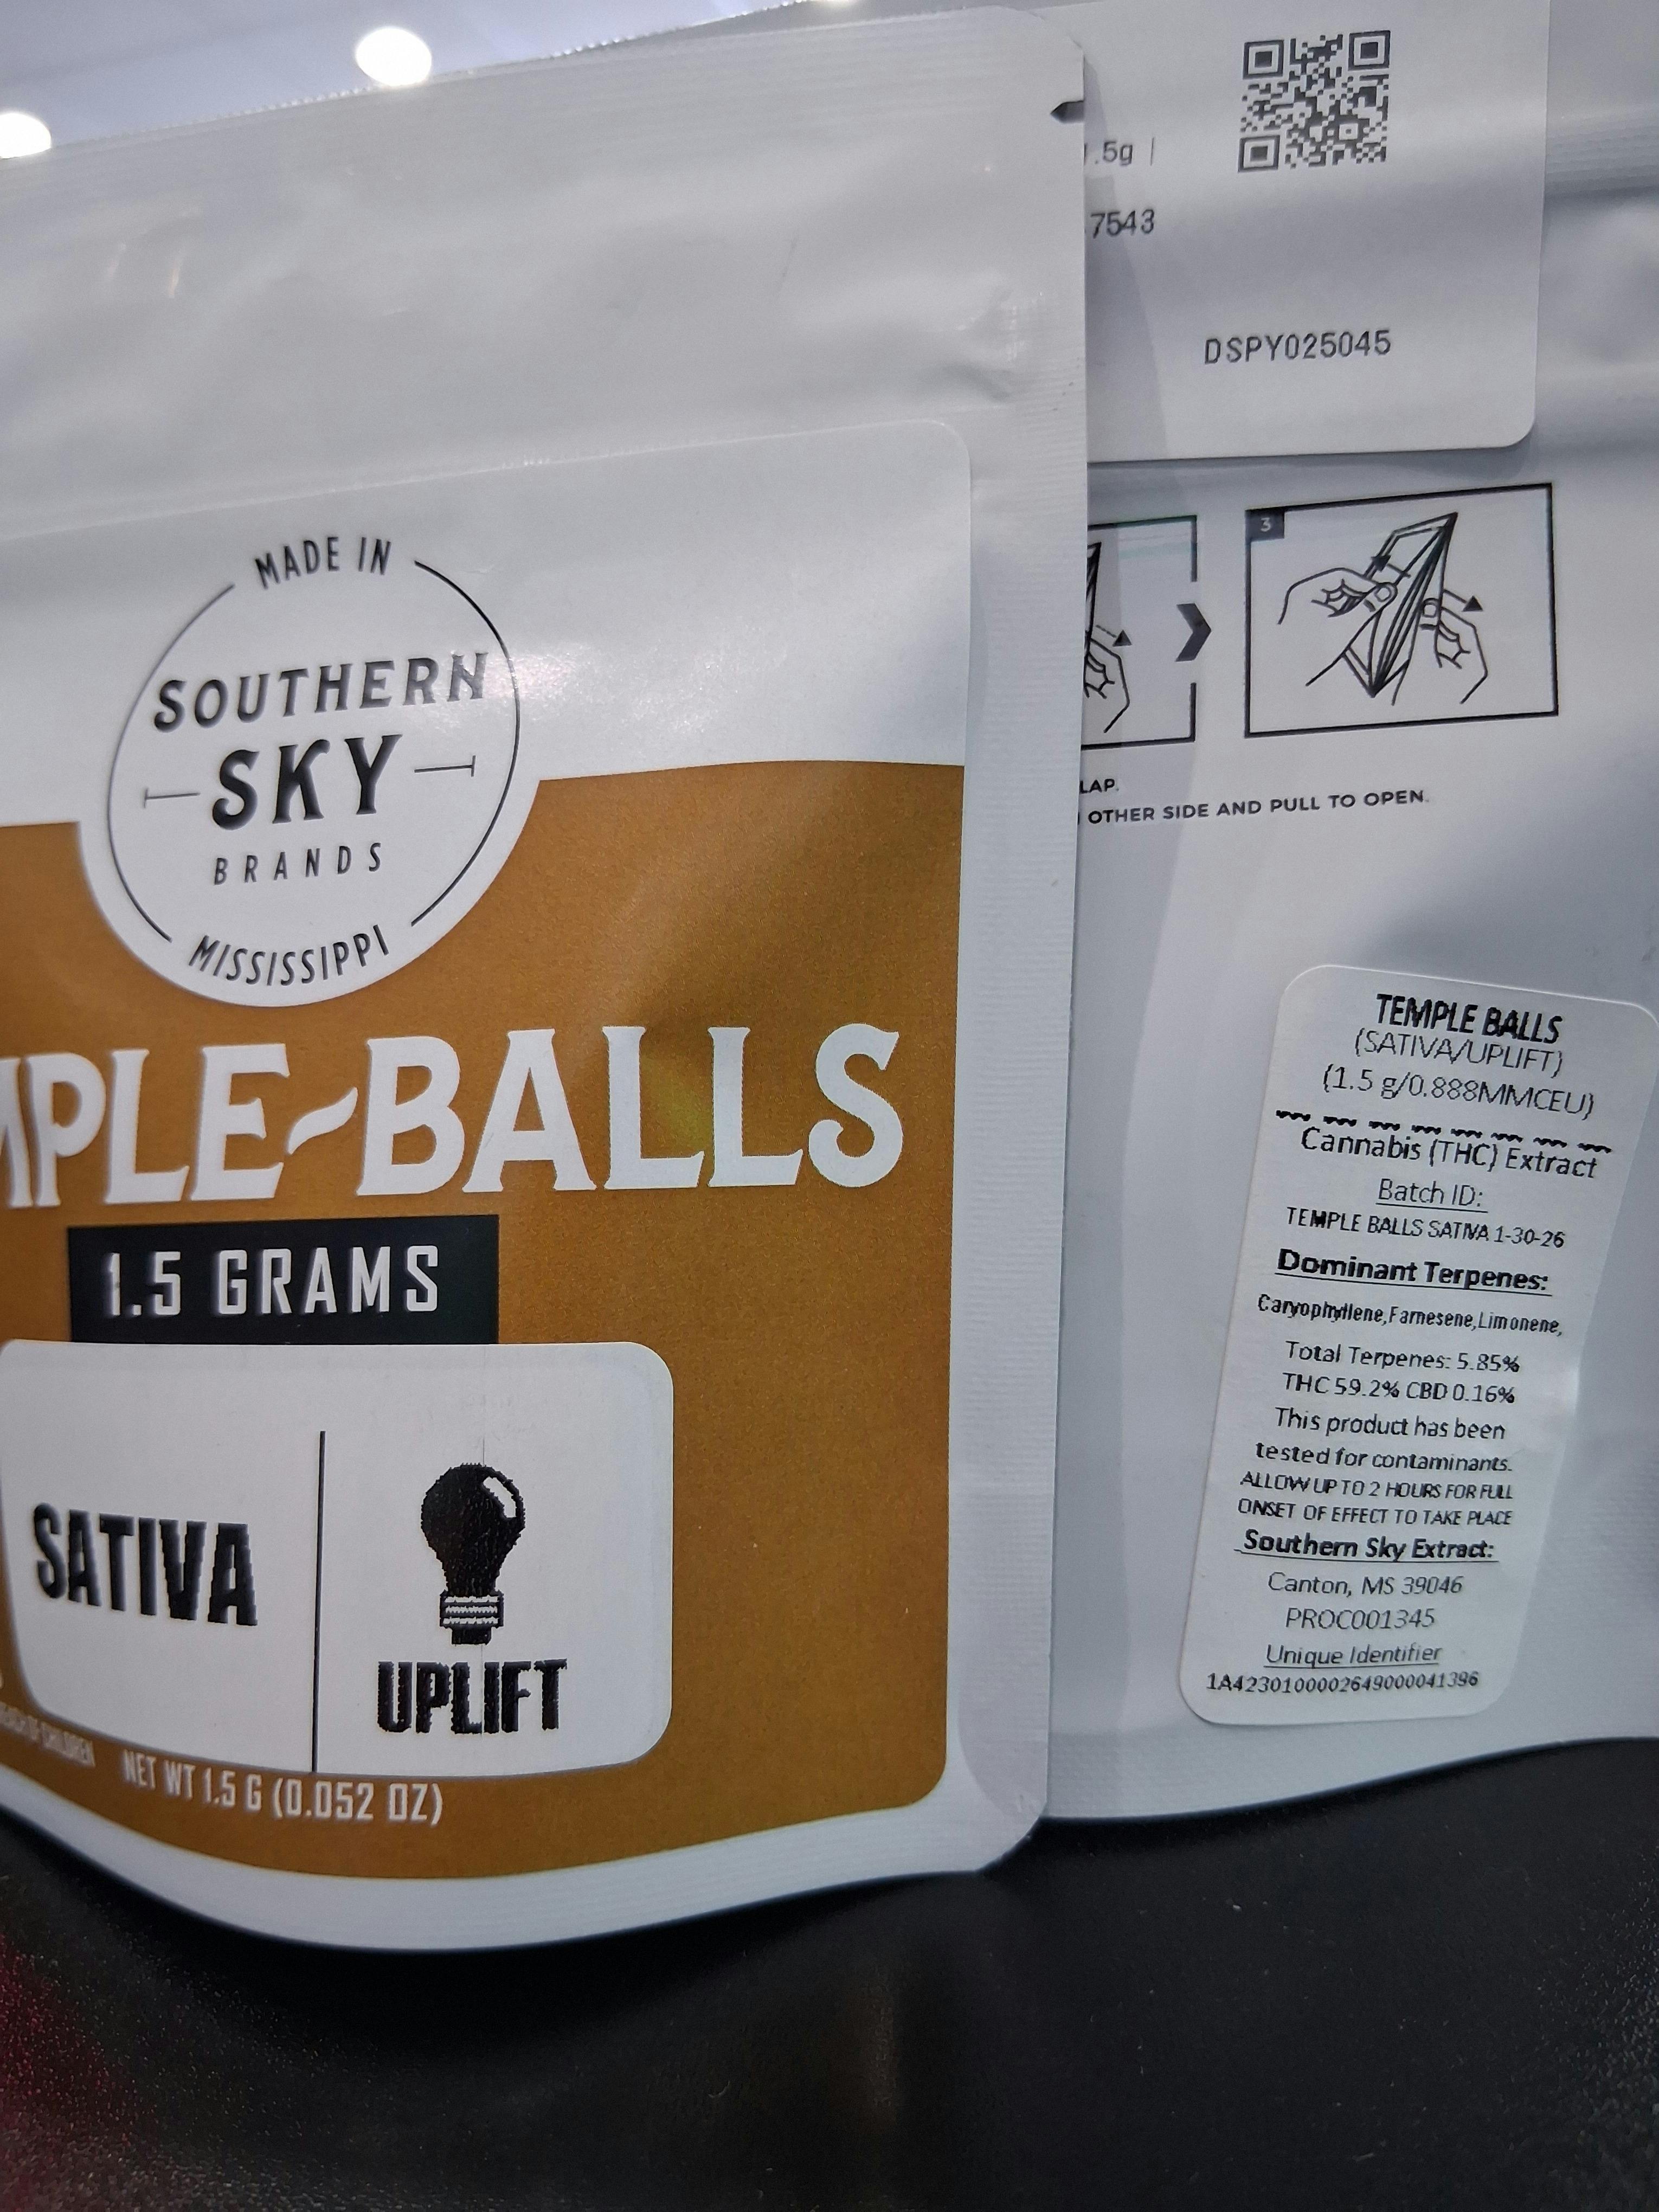 MADE IN
SOUTHERN
SKY
BRANDS
MISSISSIPPI
MPLE-BALLS
1.5 GRAMS
SATIVA
UPLIFT
OF CHILDREN NET WT 1.5 G (0.052 OZ)
.5g |
7543
DSPY025045
3
LAP.
OTHER SIDE AND PULL TO OPEN.
TEMPLE BALLS
(SATIVA/UPLIFT)
(1.5 g/0.888MMCEU)
Cannabis (THC) Extract
Batch ID:
TEMPLE BALLS SATIVA 1-30-26
Dominant Terpenes:
Caryophyllene,Farnesene,Limonene,
Total Terpenes: 5.85%
THC 59.2% CBD 0.16%
This product has been
tested for contaminants.
ALLOW UP TO 2 HOURS FOR FULL
ONSET OF EFFECT TO TAKE PLACE
Southern Sky Extract:
Canton, MS 39046
PROC001345
Unique Identifier
1A4230100002649000041396